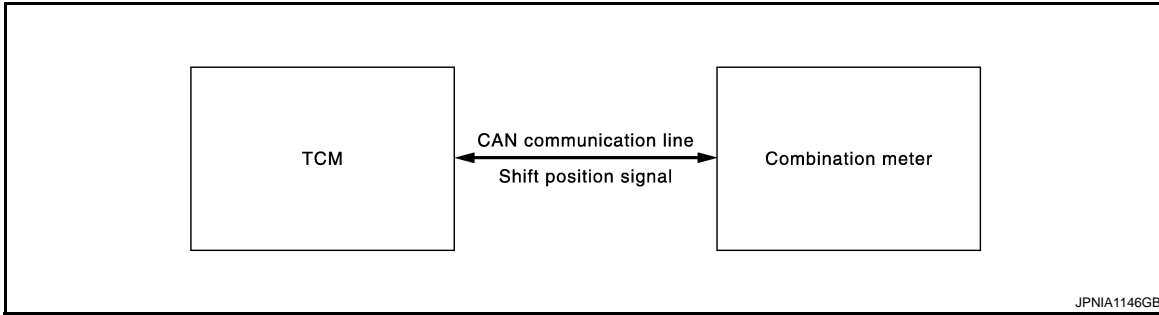 TCM
CAN communication line
Shift position signal
Combination meter
JPNIA1146GB